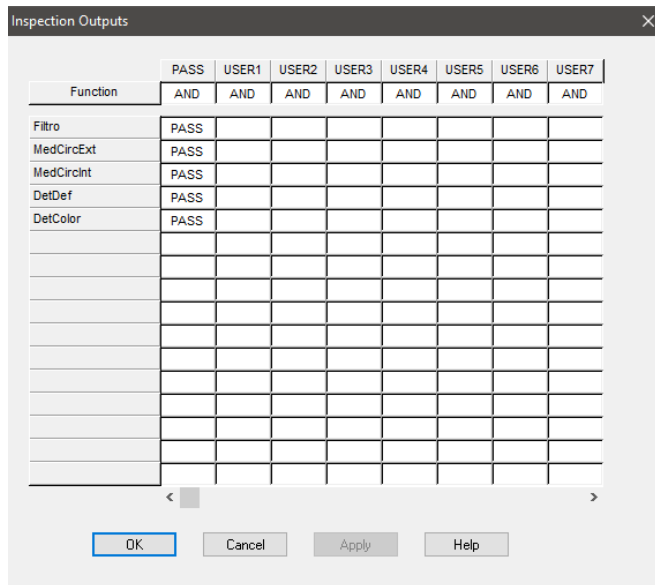 Inspection Outputs
PASS USER1 USER2 USER3 USER4 USER5 USER6 USER7
Function AND AND AND AND AND AND AND AND
Filtro PASS
MedCircExt PASS
MedCircInt PASS
DetDef PASS
DetColor PASS
OK Cancel Apply Help